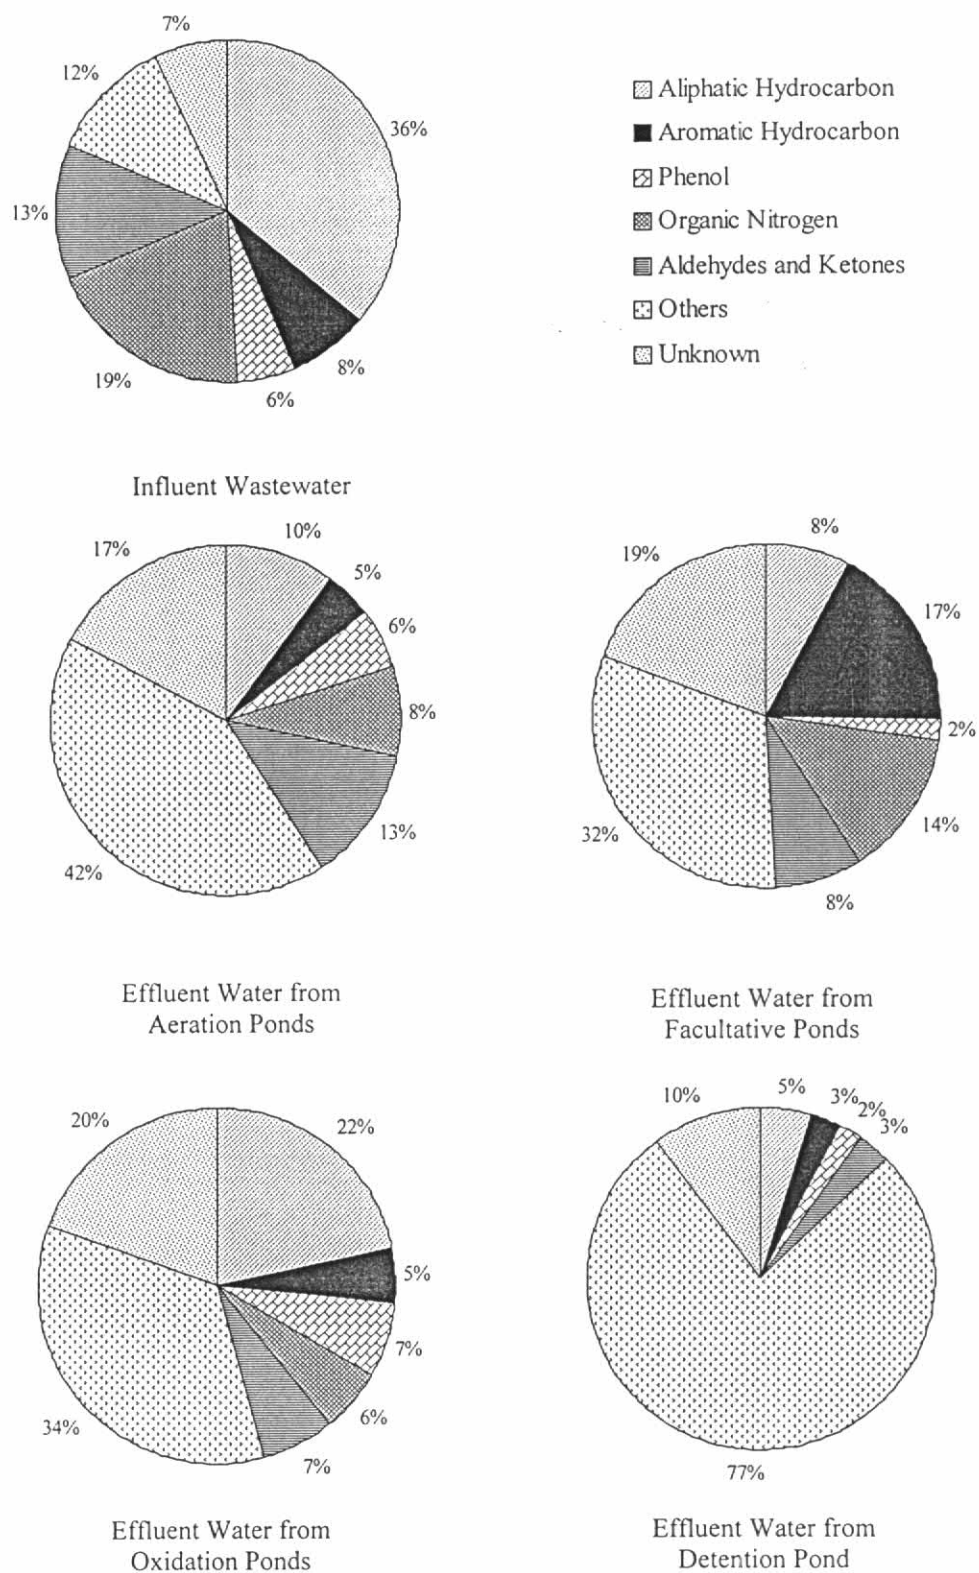 7%
12%
36%
13%
19%
6%
8%
Aliphatic Hydrocarbon
Aromatic Hydrocarbon
Phenol
Organic Nitrogen
Aldehydes and Ketones
Others
Unknown
Influent Wastewater
17%
10%
5%
6%
8%
13%
42%
Effluent Water from
Aeration Ponds
19%
8%
17%
2%
14%
8%
32%
Effluent Water from
Facultative Ponds
20%
22%
5%
7%
6%
7%
34%
Effluent Water from
Oxidation Ponds
10%
5%
3%
2%
3%
77%
Effluent Water from
Detention Pond